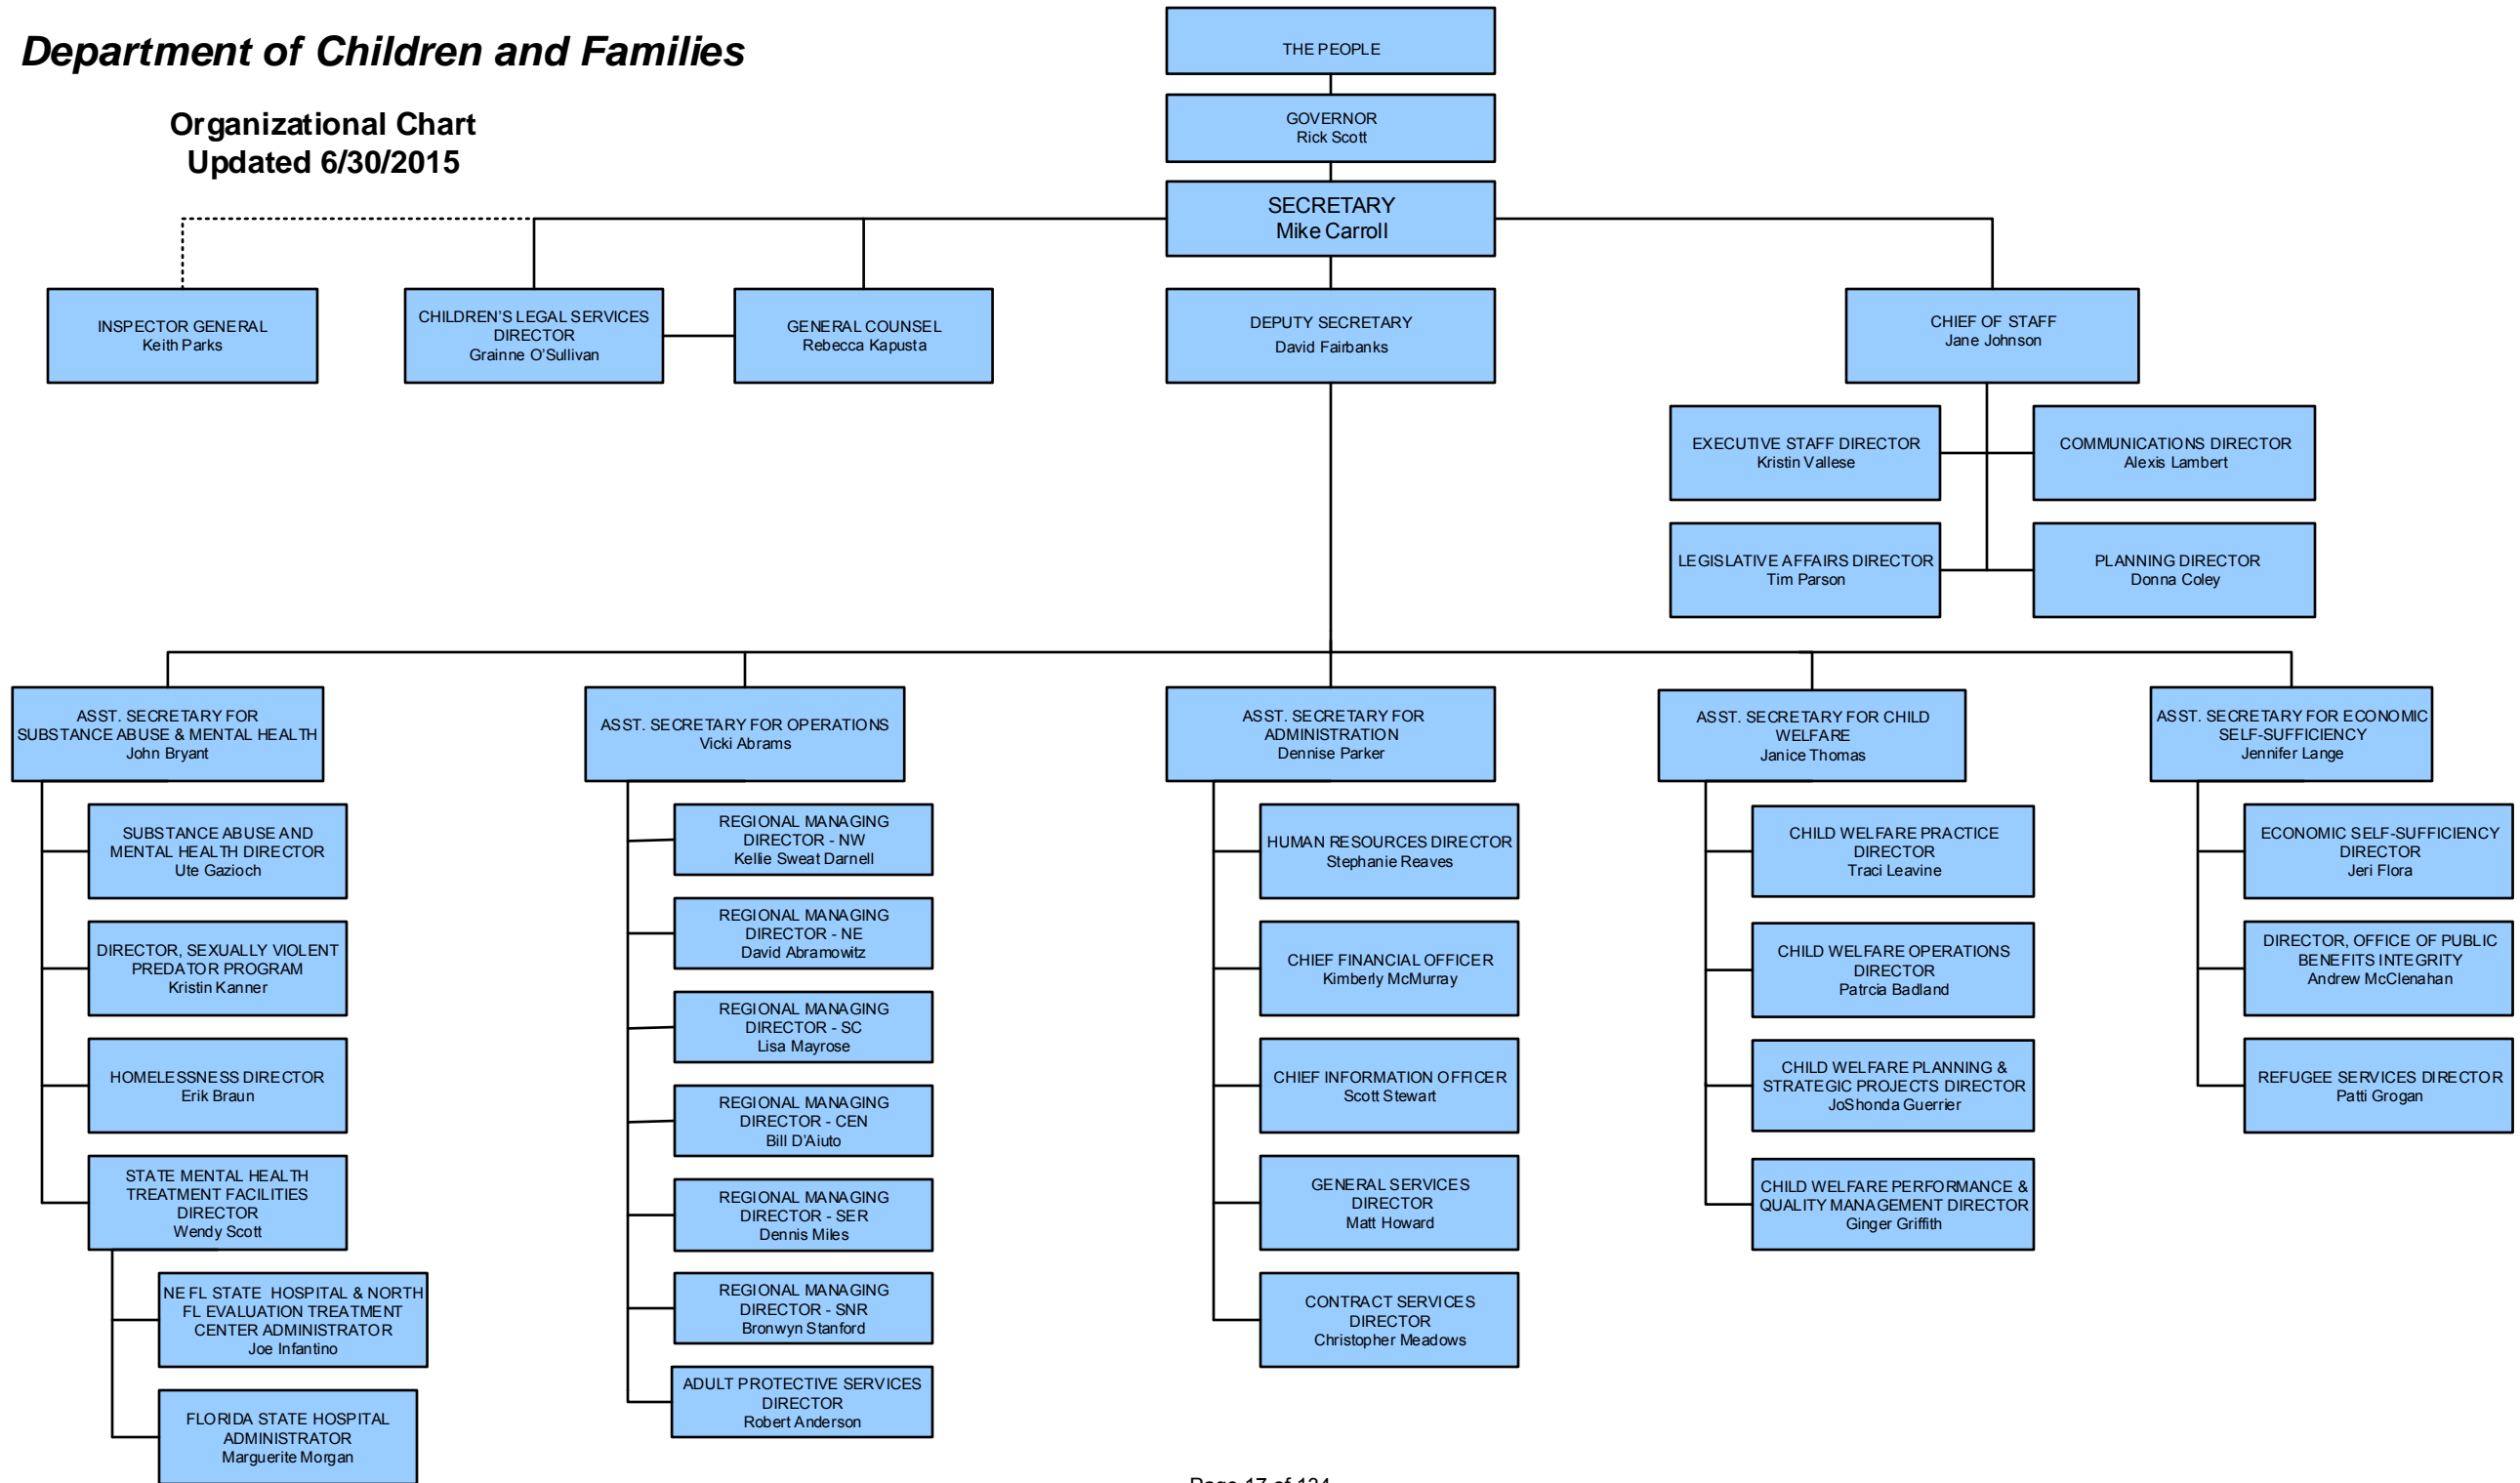 Department of Children and Families
Organizational Chart
Updated 6/30/2015
THE PEOPLE
GOVERNOR
Rick Scott
SECRETARY
Mike Carroll
INSPECTOR GENERAL
Keith Parks
CHILDREN'S LEGAL SERVICES
DIRECTOR
Grainne O'Sullivan
GENERAL COUNSEL
Rebecca Kapusta
DEPUTY SECRETARY
David Fairbanks
CHIEF OF STAFF
Jane Johnson
EXECUTIVE STAFF DIRECTOR
Kristin Vallese
COMMUNICATIONS DIRECTOR
Alexis Lambert
LEGISLATIVE AFFAIRS DIRECTOR
Tim Parson
PLANNING DIRECTOR
Donna Coley
ASST. SECRETARY FOR
SUBSTANCE ABUSE & MENTAL HEALTH
John Bryant
SUBSTANCE ABUSE AND
MENTAL HEALTH DIRECTOR
Ute Gazioch
DIRECTOR, SEXUALLY VIOLENT
PREDATOR PROGRAM
Kristin Kanner
HOMELESSNESS DIRECTOR
Erik Braun
STATE MENTAL HEALTH
TREATMENT FACILITIES
DIRECTOR
Wendy Scott
NE FL STATE HOSPITAL & NORTH
FL EVALUATION TREATMENT
CENTER ADMINISTRATOR
Joe Infantino
FLORIDA STATE HOSPITAL
ADMINISTRATOR
Marguerite Morgan
ASST. SECRETARY FOR OPERATIONS
Vicki Abrams
REGIONAL MANAGING
DIRECTOR - NW
Kellie Sweat Darnell
REGIONAL MANAGING
DIRECTOR - NE
David Abramowitz
REGIONAL MANAGING
DIRECTOR - SC
Lisa Mayrose
REGIONAL MANAGING
DIRECTOR - CEN
Bill D'Aiuto
REGIONAL MANAGING
DIRECTOR - SER
Dennis Miles
REGIONAL MANAGING
DIRECTOR - SNR
Bronwyn Stanford
ADULT PROTECTIVE SERVICES
DIRECTOR
Robert Anderson
ASST. SECRETARY FOR
ADMINISTRATION
Dennise Parker
HUMAN RESOURCES DIRECTOR
Stephanie Reaves
CHIEF FINANCIAL OFFICER
Kimberly McMurray
CHIEF INFORMATION OFFICER
Scott Stewart
GENERAL SERVICES
DIRECTOR
Matt Howard
CONTRACT SERVICES
DIRECTOR
Christopher Meadows
ASST. SECRETARY FOR CHILD
WELFARE
Janice Thomas
CHILD WELFARE PRACTICE
DIRECTOR
Traci Leavine
CHILD WELFARE OPERATIONS
DIRECTOR
Patrcia Badland
CHILD WELFARE PLANNING &
STRATEGIC PROJECTS DIRECTOR
JoShonda Guerrier
CHILD WELFARE PERFORMANCE &
QUALITY MANAGEMENT DIRECTOR
Ginger Griffith
ASST. SECRETARY FOR ECONOMIC
SELF-SUFFICIENCY
Jennifer Lange
ECONOMIC SELF-SUFFICIENCY
DIRECTOR
Jeri Flora
DIRECTOR, OFFICE OF PUBLIC
BENEFITS INTEGRITY
Andrew McClenahan
REFUGEE SERVICES DIRECTOR
Patti Grogan
Page 17 of 134